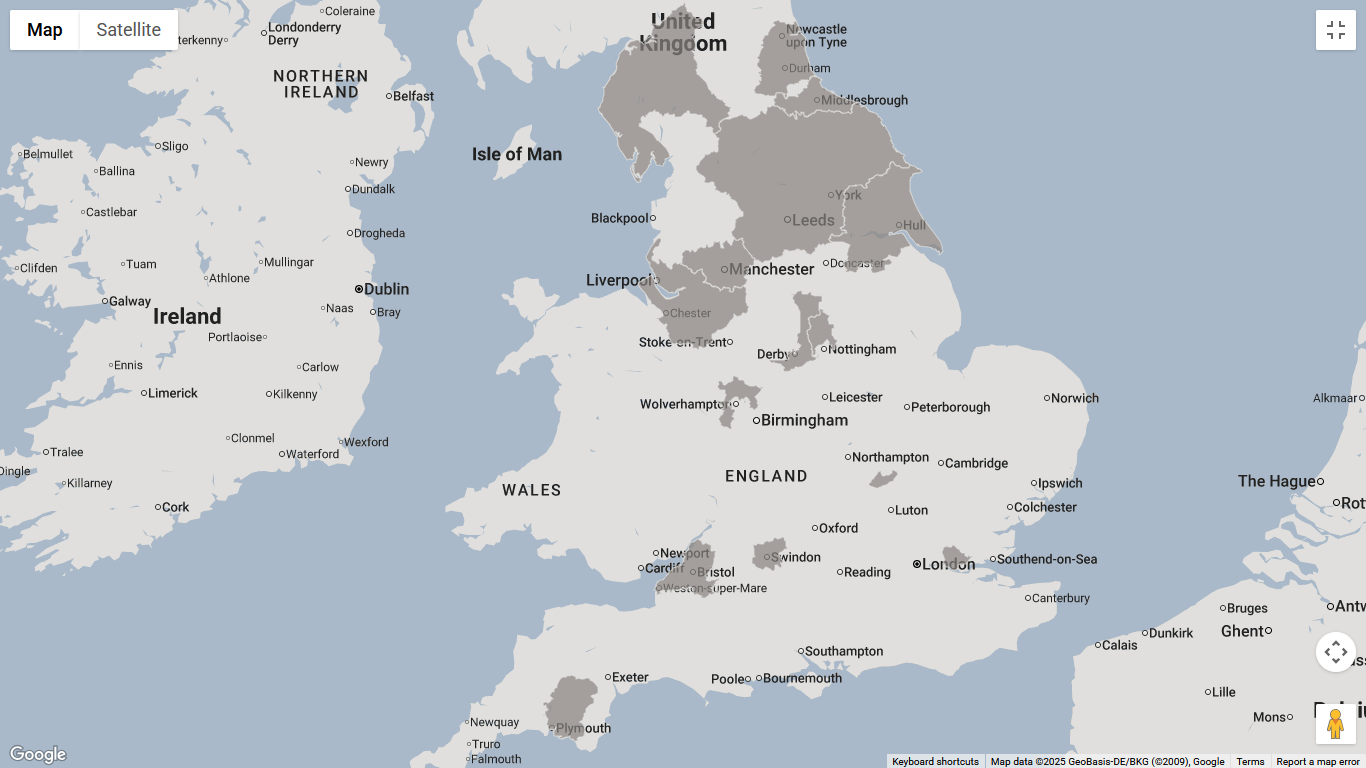 Map
Satellite
Coleraine
Londonderry
Derry
terkenny
NORTHERN
IRELAND
Belfast
United
Kingdom
Newcastle
upon Tyne
Durham
Middlesbrough
Belmullet
Sligo
Ballina
Newry
Isle of Man
Dundalk
Castlebar
York
Blackpool
Leeds
Hull
Drogheda
Clifden
Tuam
Mullingar
Athlone
Doncaster
Manchester
Liverpool
Dublin
Galway
Naas
Bray
Chester
Ireland
Portlaoise
Stoke-on-Trent
Derby
Nottingham
Ennis
Carlow
Limerick
Kilkenny
Wolverhampton
Leicester
Peterborough
Norwich
Alkmaar
Birmingham
Clonmel
Wexford
Tralee
Waterford
Northampton
Cambridge
Dingle
Killarney
WALES
ENGLAND
Ipswich
The Hague
Rot
Cork
Luton
Colchester
Oxford
Newport
Swindon
Cardiff
Bristol
Reading
London
Southend-on-Sea
Weston-super-Mare
Canterbury
Bruges
Antw
Ghent
Dunkirk
Calais
Southampton
Exeter
Poole
Bournemouth
Lille
Newquay
Plymouth
Mons
Truro
Falmouth
Google
Keyboard shortcuts
Map data ©2025 GeoBasis-DE/BKG (©2009), Google
Terms
Report a map error